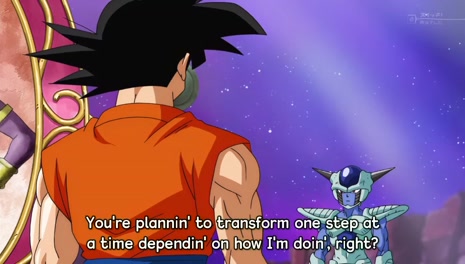 You're plannin' to transform one step at
a time dependin' on how I'm doin', right?